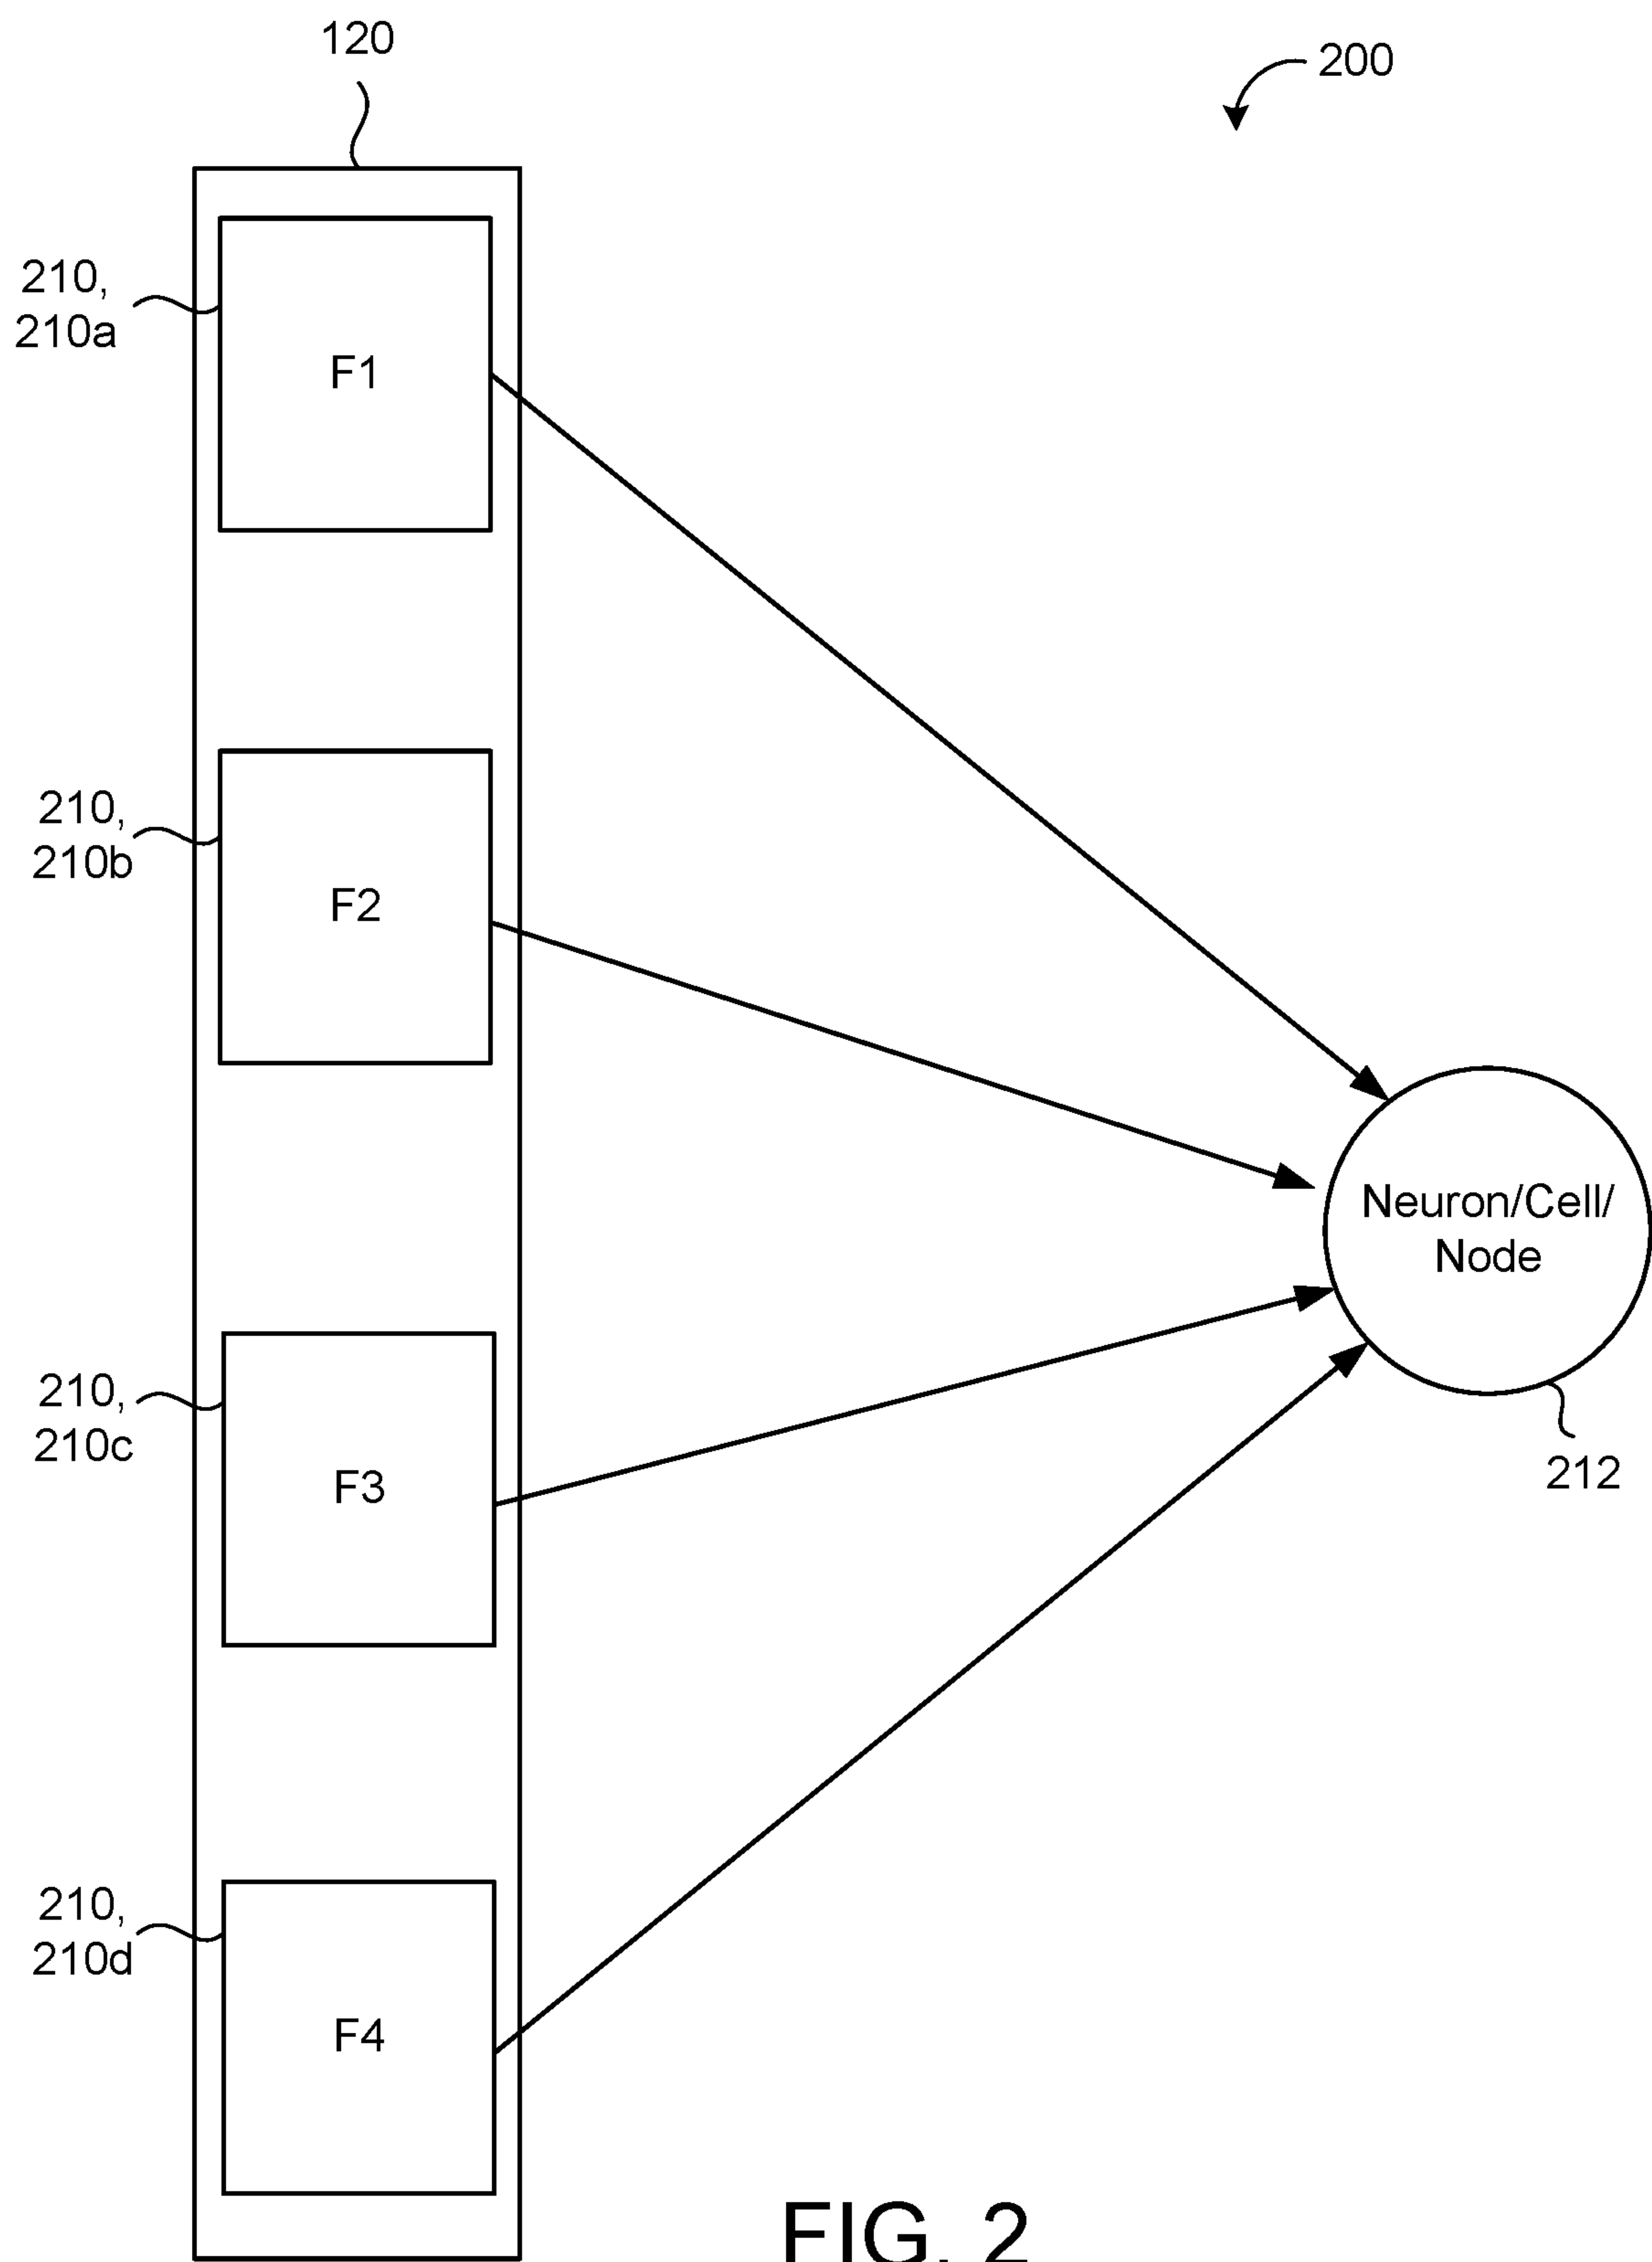 120
200
210,
210a
F1
210,
210b
F2
Neuron/Cell/
Node
210,
210c
F3
212
210,
210d
F4
FIG. 2